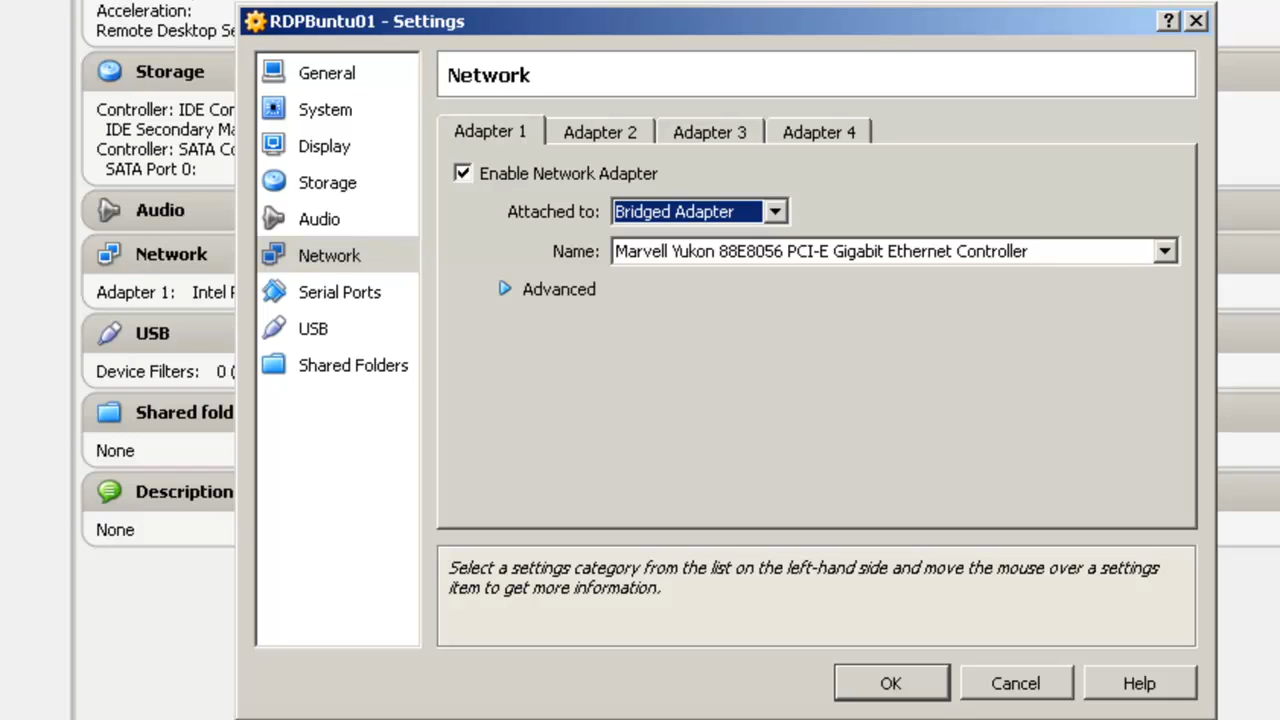 Acceleration:
Remote Desktop Se
Storage
Controller: IDE Con
IDE Secondary Ma
Controller: SATA Co
SATA Port 0:
Audio
Network
Adapter 1: Intel
USB
Device Filters: 0
Shared fold
None
Description
None
RDPBuntu01 - Settings
General
System
Display
Storage
Audio
Network
Serial Ports
USB
Shared Folders
Network
Adapter 1 Adapter 2 Adapter 3 Adapter 4
Enable Network Adapter
Attached to: Bridged Adapter
Name: Marvell Yukon 88E8056 PCI-E Gigabit Ethernet Controller
Advanced
Select a settings category from the list on the left-hand side and move the mouse over a settings
item to get more information.
OK Cancel Help